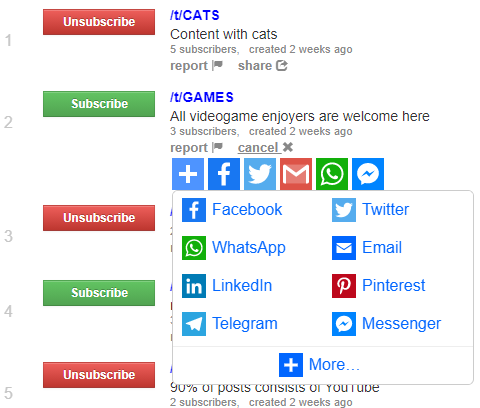 1
Unsubscribe
/t/CATS
Content with cats
5 subscribers, created 2 weeks ago
report share
2
Subscribe
/t/GAMES
All videogame enjoyers are welcome here
3 subscribers, created 2 weeks ago
report cancel
3
Unsubscribe
Facebook Twitter
WhatsApp Email
4
Subscribe
LinkedIn Pinterest
Telegram Messenger
More...
5
Unsubscribe
90% of posts consists of YouTube
2 subscribers, created 2 weeks ago